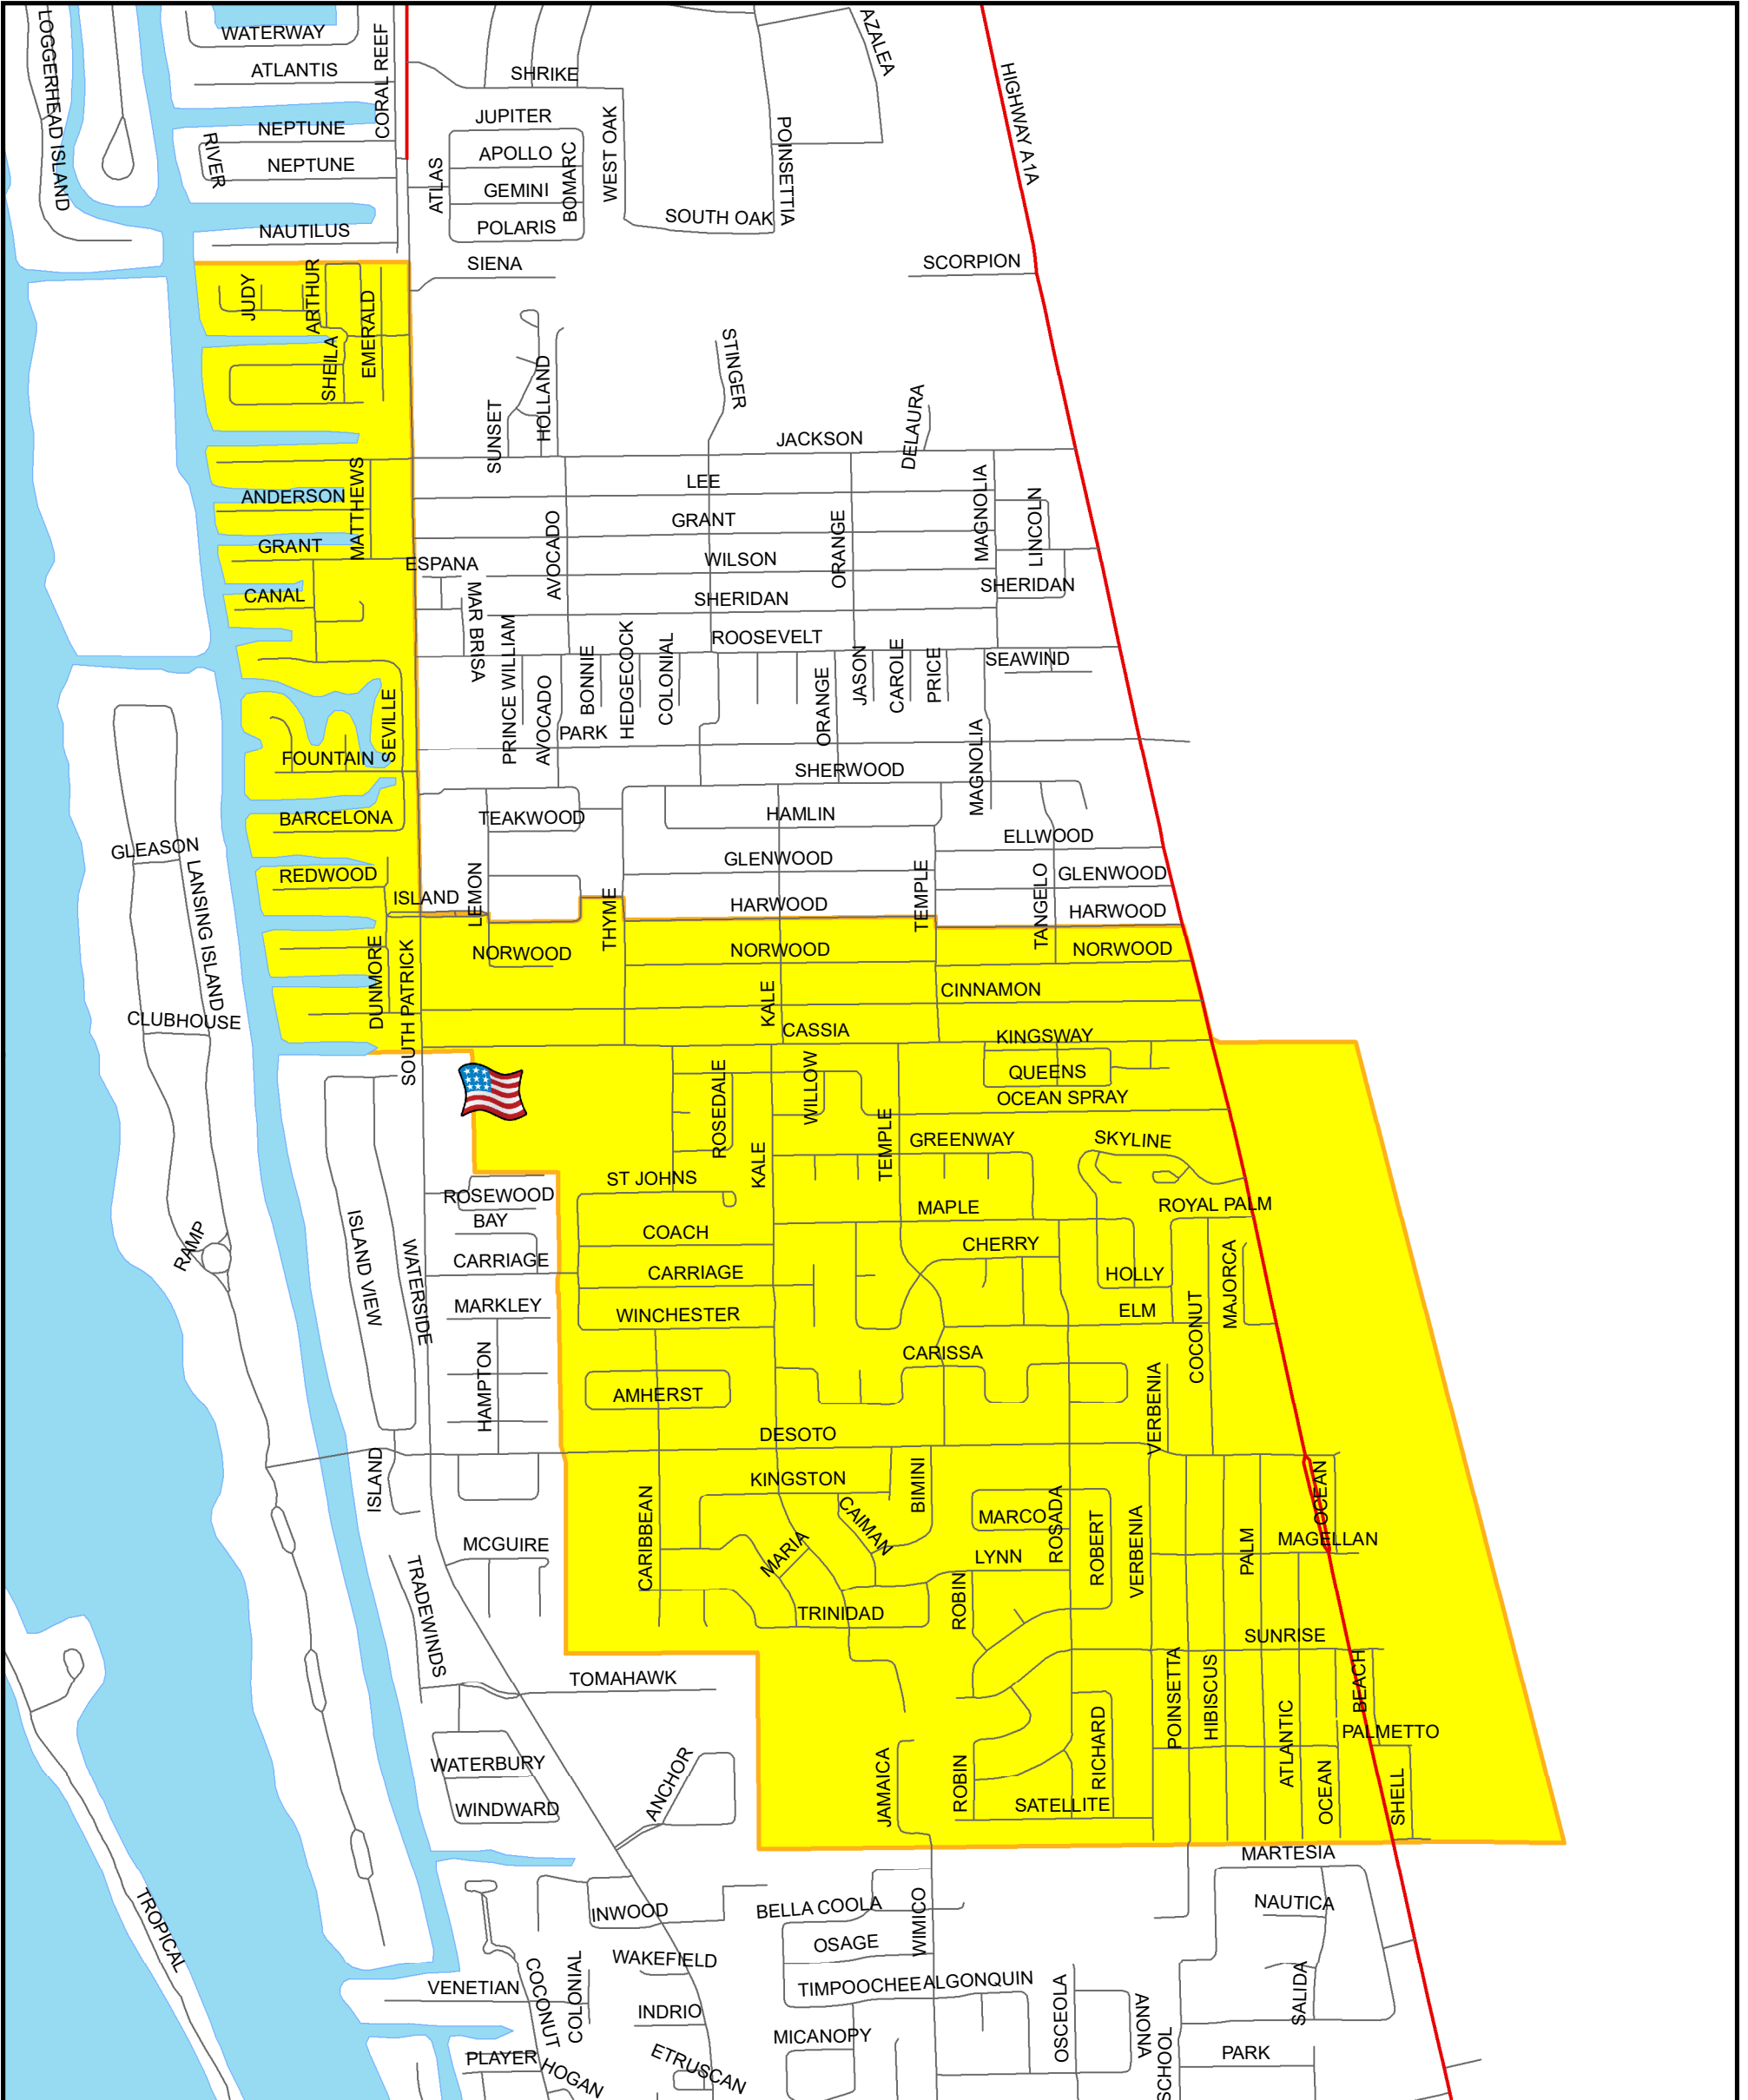 WATERWAY
LOGGERHEAD ISLAND
CORAL REEF
AZALEA
ATLANTIS
SHRIKE
HIGHWAY A1A
JUPITER
NEPTUNE
WEST OAK
POINSETTIA
RIVER
APOLLO
BOMARC
NEPTUNE
ATLAS
GEMINI
SOUTH OAK
NAUTILUS
POLARIS
SIENA
SCORPION
JUDY
ARTHUR
EMERALD
SHEILA
STINGER
HOLLAND
SUNSET
DELAURA
JACKSON
LEE
MATTHEWS
ANDERSON
MAGNOLIA
LINCOLN
GRANT
AVOCADO
ORANGE
GRANT
ESPANA
WILSON
SHERIDAN
CANAL
SHERIDAN
MAR BRISA
PRINCE WILLIAM
ROOSEVELT
BONNIE
HEDGECOCK
COLONIAL
JASON
CAROLE
PRICE
SEAWIND
AVOCADO
ORANGE
SEVILLE
PARK
MAGNOLIA
FOUNTAIN
SHERWOOD
BARCELONA
TEAKWOOD
HAMLIN
ELLWOOD
GLEASON
LANSING ISLAND
GLENWOOD
GLENWOOD
REDWOOD
ISLAND
LEMON
THYME
HARWOOD
TEMPLE
TANGELO
HARWOOD
NORWOOD
NORWOOD
NORWOOD
DUNMORE
SOUTH PATRICK
KALE
CINNAMON
CLUBHOUSE
CASSIA
KINGSWAY
ROSEDALE
WILLOW
QUEENS
OCEAN SPRAY
TEMPLE
GREENWAY
SKYLINE
KALE
ST JOHNS
ROSEWOOD
ROYAL PALM
MAPLE
BAY
COACH
RAMP
ISLAND VIEW
WATERSIDE
CHERRY
CARRIAGE
CARRIAGE
HOLLY
MAJORCA
MARKLEY
WINCHESTER
ELM
COCONUT
HAMPTON
CARISSA
AMHERST
VERBENIA
DESOTO
ISLAND
KINGSTON
BIMINI
OCEAN
CARIBBEAN
CAIMAN
MARCO
ROSADA
ROBERT
VERBENIA
PALM
MAGELLAN
MCGUIRE
MARIA
LYNN
TRADEWINDS
TRINIDAD
ROBIN
SUNRISE
TOMAHAWK
POINSETTA
HIBISCUS
BEACH
PALMETTO
WATERBURY
ANCHOR
JAMAICA
ROBIN
RICHARD
ATLANTIC
OCEAN
SHELL
WINDWARD
SATELLITE
MARTESIA
TROPICAL
INWOOD
BELLA COOLA
WIMICO
NAUTICA
OSAGE
WAKEFIELD
VENETIAN
COCONUT
COLONIAL
TIMPOOCHEE
ALGONQUIN
OSCEOLA
ANONA
SALIDA
INDRIO
MICANOPY
SCHOOL
PARK
PLAYER
HOGAN
ETRUSCAN